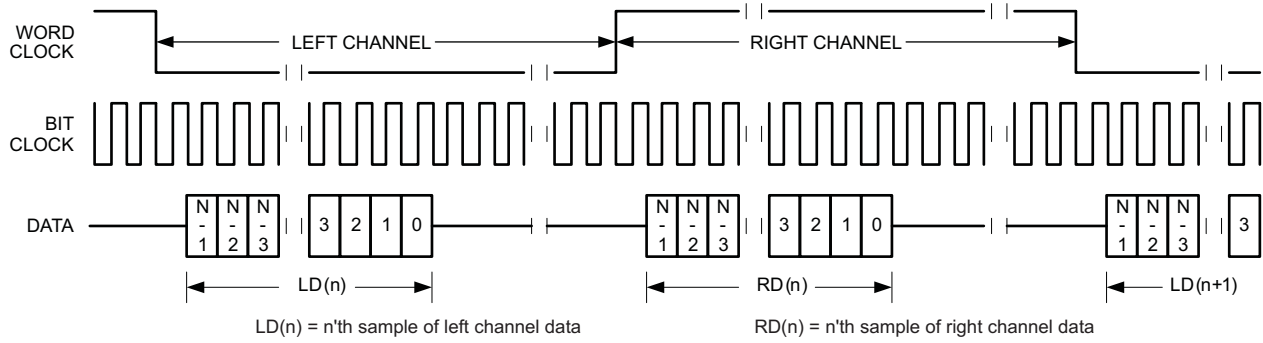 WORD
CLOCK
LEFT CHANNEL
RIGHT CHANNEL
BIT
CLOCK
DATA
N
-
1
N
-
2
N
-
3
3
2
1
0
N
-
1
N
-
2
N
-
3
3
2
1
0
N
-
1
N
-
2
N
-
3
3
LD(n)
RD(n)
LD(n+1)
LD(n) = n'th sample of left channel data
RD(n) = n'th sample of right channel data